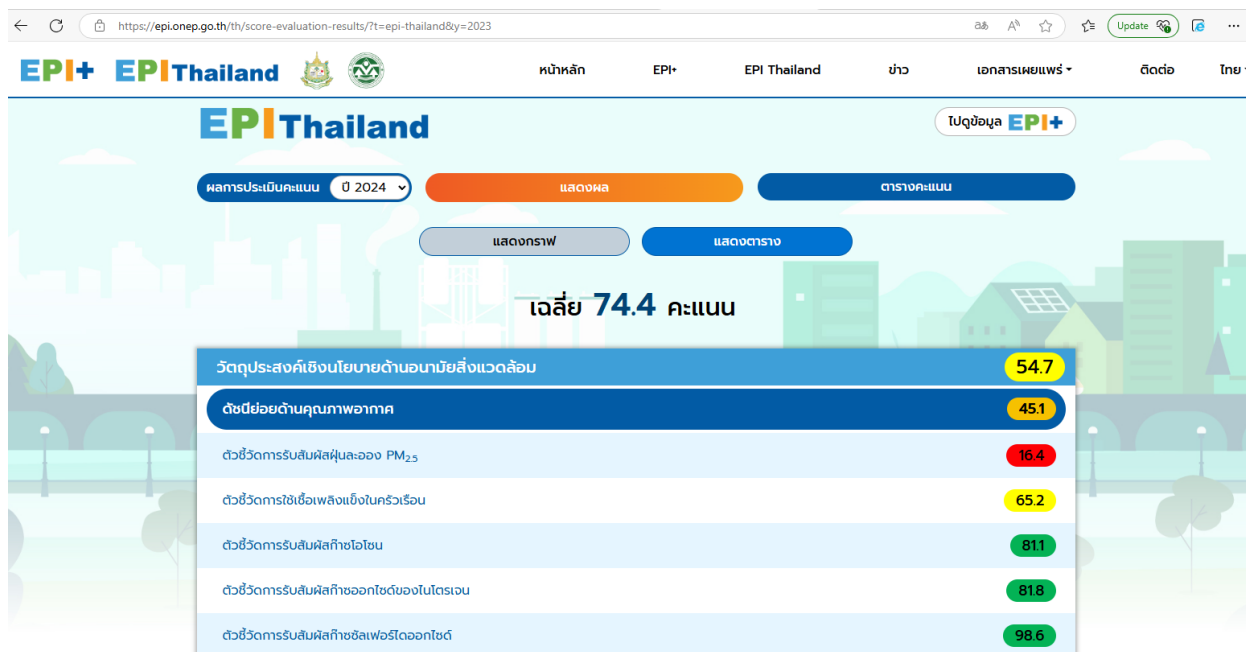 https://epi.onep.go.th/th/score-evaluation-results/?t=epi-thailand&y=2023 Update
EPI+ EPIThailand หน้าหลัก EPI+ EPI Thailand ข่าว เอกสารเผยแพร่ ติดต่อ ไทย
EPIThailand ไปดูข้อมูล EPI+
ผลการประเมินคะแนน ปี 2024 แสดงผล ตารางคะแนน
แสดงกราฟ แสดงตาราง
เฉลี่ย 74.4 คะแนน
วัตถุประสงค์เชิงนโยบายด้านอนามัยสิ่งแวดล้อม 54.7
ดัชนีย่อยด้านคุณภาพอากาศ 45.1
ตัวชี้วัดการรับสัมผัสฝุ่นละออง PM2.5 16.4
ตัวชี้วัดการใช้เชื้อเพลิงแข็งในครัวเรือน 65.2
ตัวชี้วัดการรับสัมผัสก๊าซโอโซน 81.1
ตัวชี้วัดการรับสัมผัสก๊าซออกไซด์ของไนโตรเจน 81.8
ตัวชี้วัดการรับสัมผัสก๊าซซัลเฟอร์ไดออกไซด์ 98.6